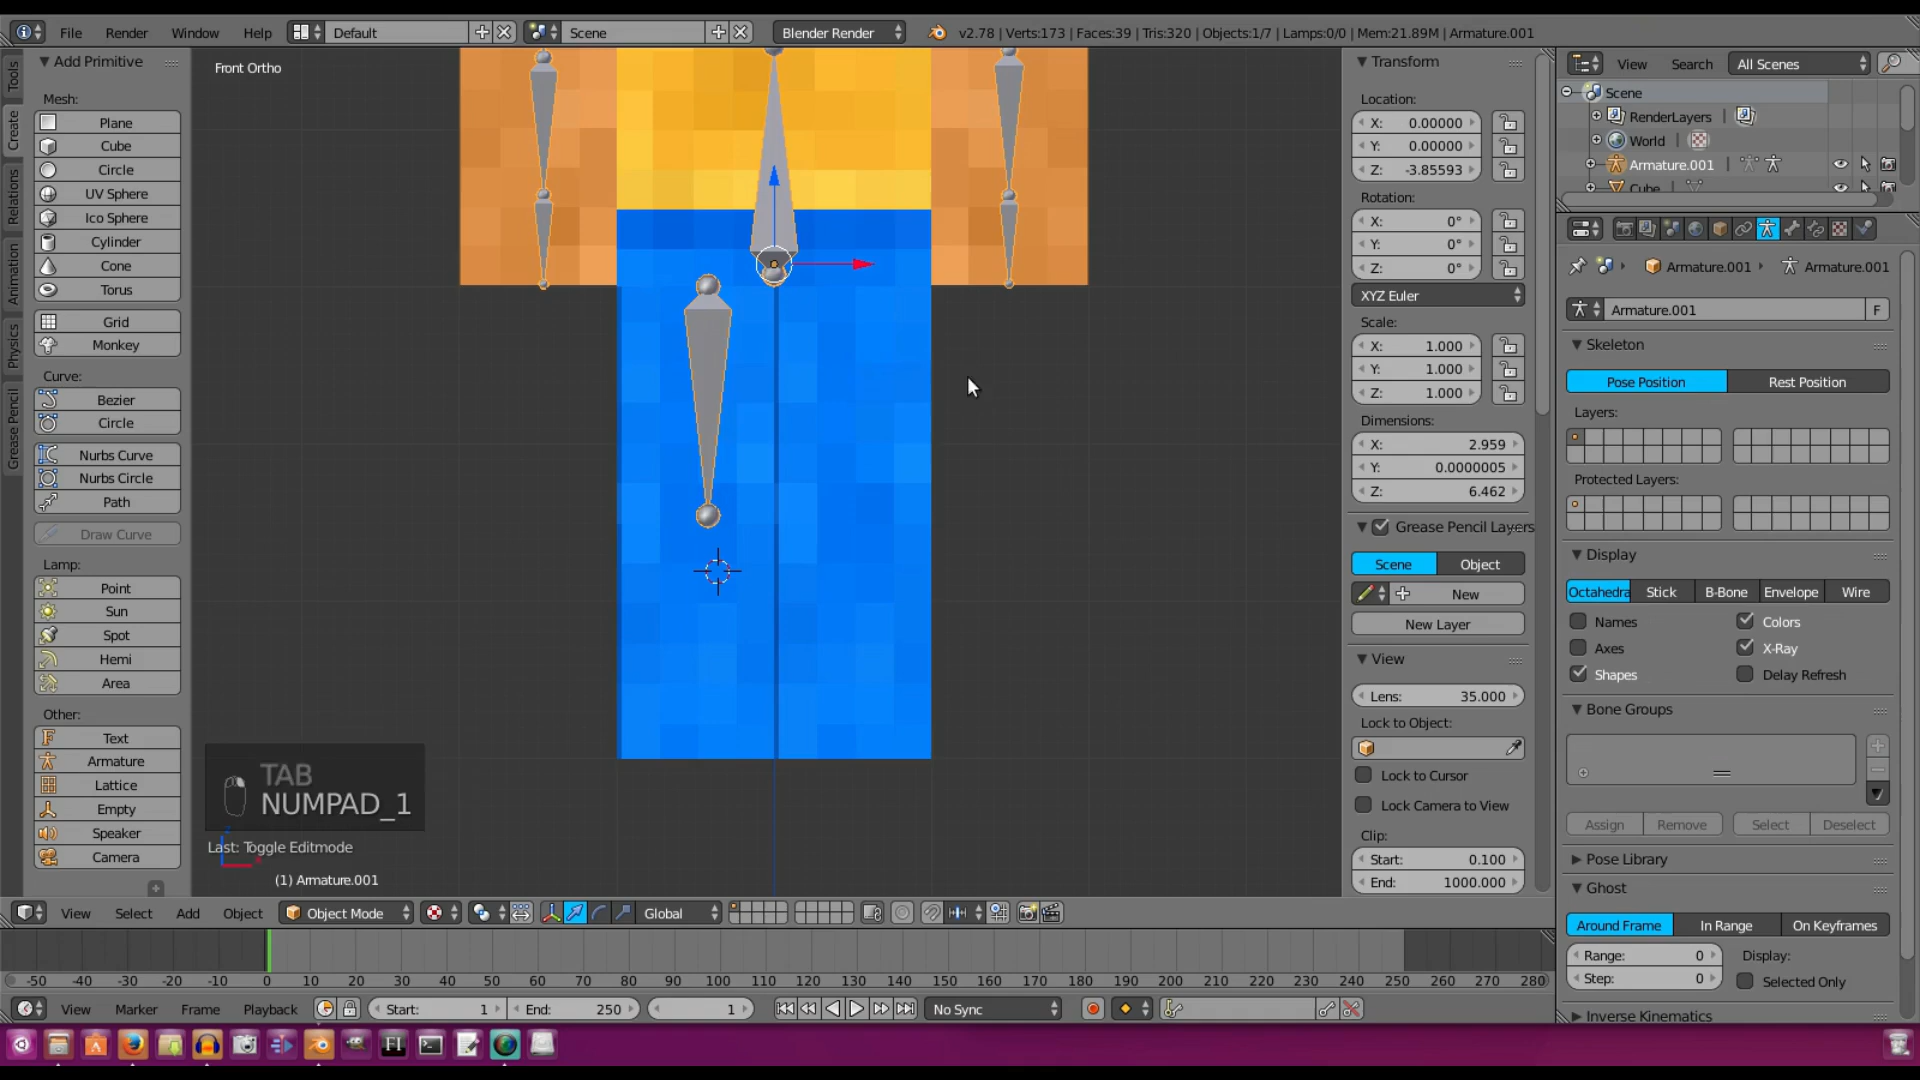 File Render Window Help Default Scene Blender Render v2.78 | Verts:173 | Faces:39 | Tris:320 | Objects:1/7 | Lamps:0/0 | Mem:21.89M | Armature.001
Add Primitive
Mesh:
Plane
Cube
Circle
UV Sphere
Ico Sphere
Cylinder
Cone
Torus
Grid
Monkey
Curve:
Bezier
Circle
Nurbs Curve
Nurbs Circle
Path
Draw Curve
Lamp:
Point
Sun
Spot
Hemi
Area
Other:
Text
Armature
Lattice
Empty
Speaker
Camera
Tools
Create
Relations
Animation
Physics
Grease Pencil
Front Ortho
TAB
NUMPAD_1
Last: Toggle Editmode
(1) Armature.001
Transform
Location:
X: 0.00000
Y: 0.00000
Z: -3.85593
Rotation:
X: 0°
Y: 0°
Z: 0°
XYZ Euler
Scale:
X: 1.000
Y: 1.000
Z: 1.000
Dimensions:
X: 2.959
Y: 0.0000005
Z: 6.462
Grease Pencil Layers
Scene Object
New
New Layer
View
Lens: 35.000
Lock to Object:
Lock to Cursor
Lock Camera to View
Clip:
Start: 0.100
End: 1000.000
View Search All Scenes
Scene
RenderLayers
World
Armature.001
Cube
Armature.001 Armature.001
Armature.001 F
Skeleton
Pose Position Rest Position
Layers:
Protected Layers:
Display
Octahedra Stick B-Bone Envelope Wire
Names Colors
Axes X-Ray
Shapes Delay Refresh
Bone Groups
Assign Remove Select Deselect
Pose Library
Ghost
Around Frame In Range On Keyframes
Range: 0 Display:
Step: 0 Selected Only
Inverse Kinematics
View Select Add Object Object Mode Global
-50 -40 -30 -20 -10 0 10 20 30 40 50 60 70 80 90 100 110 120 130 140 150 160 170 180 190 200 210 220 230 240 250 260 270 280
View Marker Frame Playback Start: 1 End: 250 1 No Sync